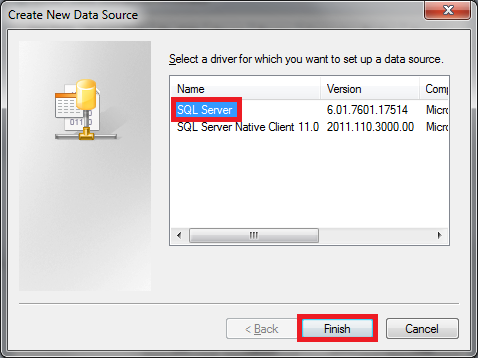 Create New Data Source
Select a driver for which you want to set up a data source.
Name Version Comp
SQL Server 6.01.7601.17514 Micro
SQL Server Native Client 11.0 2011.110.3000.00 Micro
< Back Finish Cancel